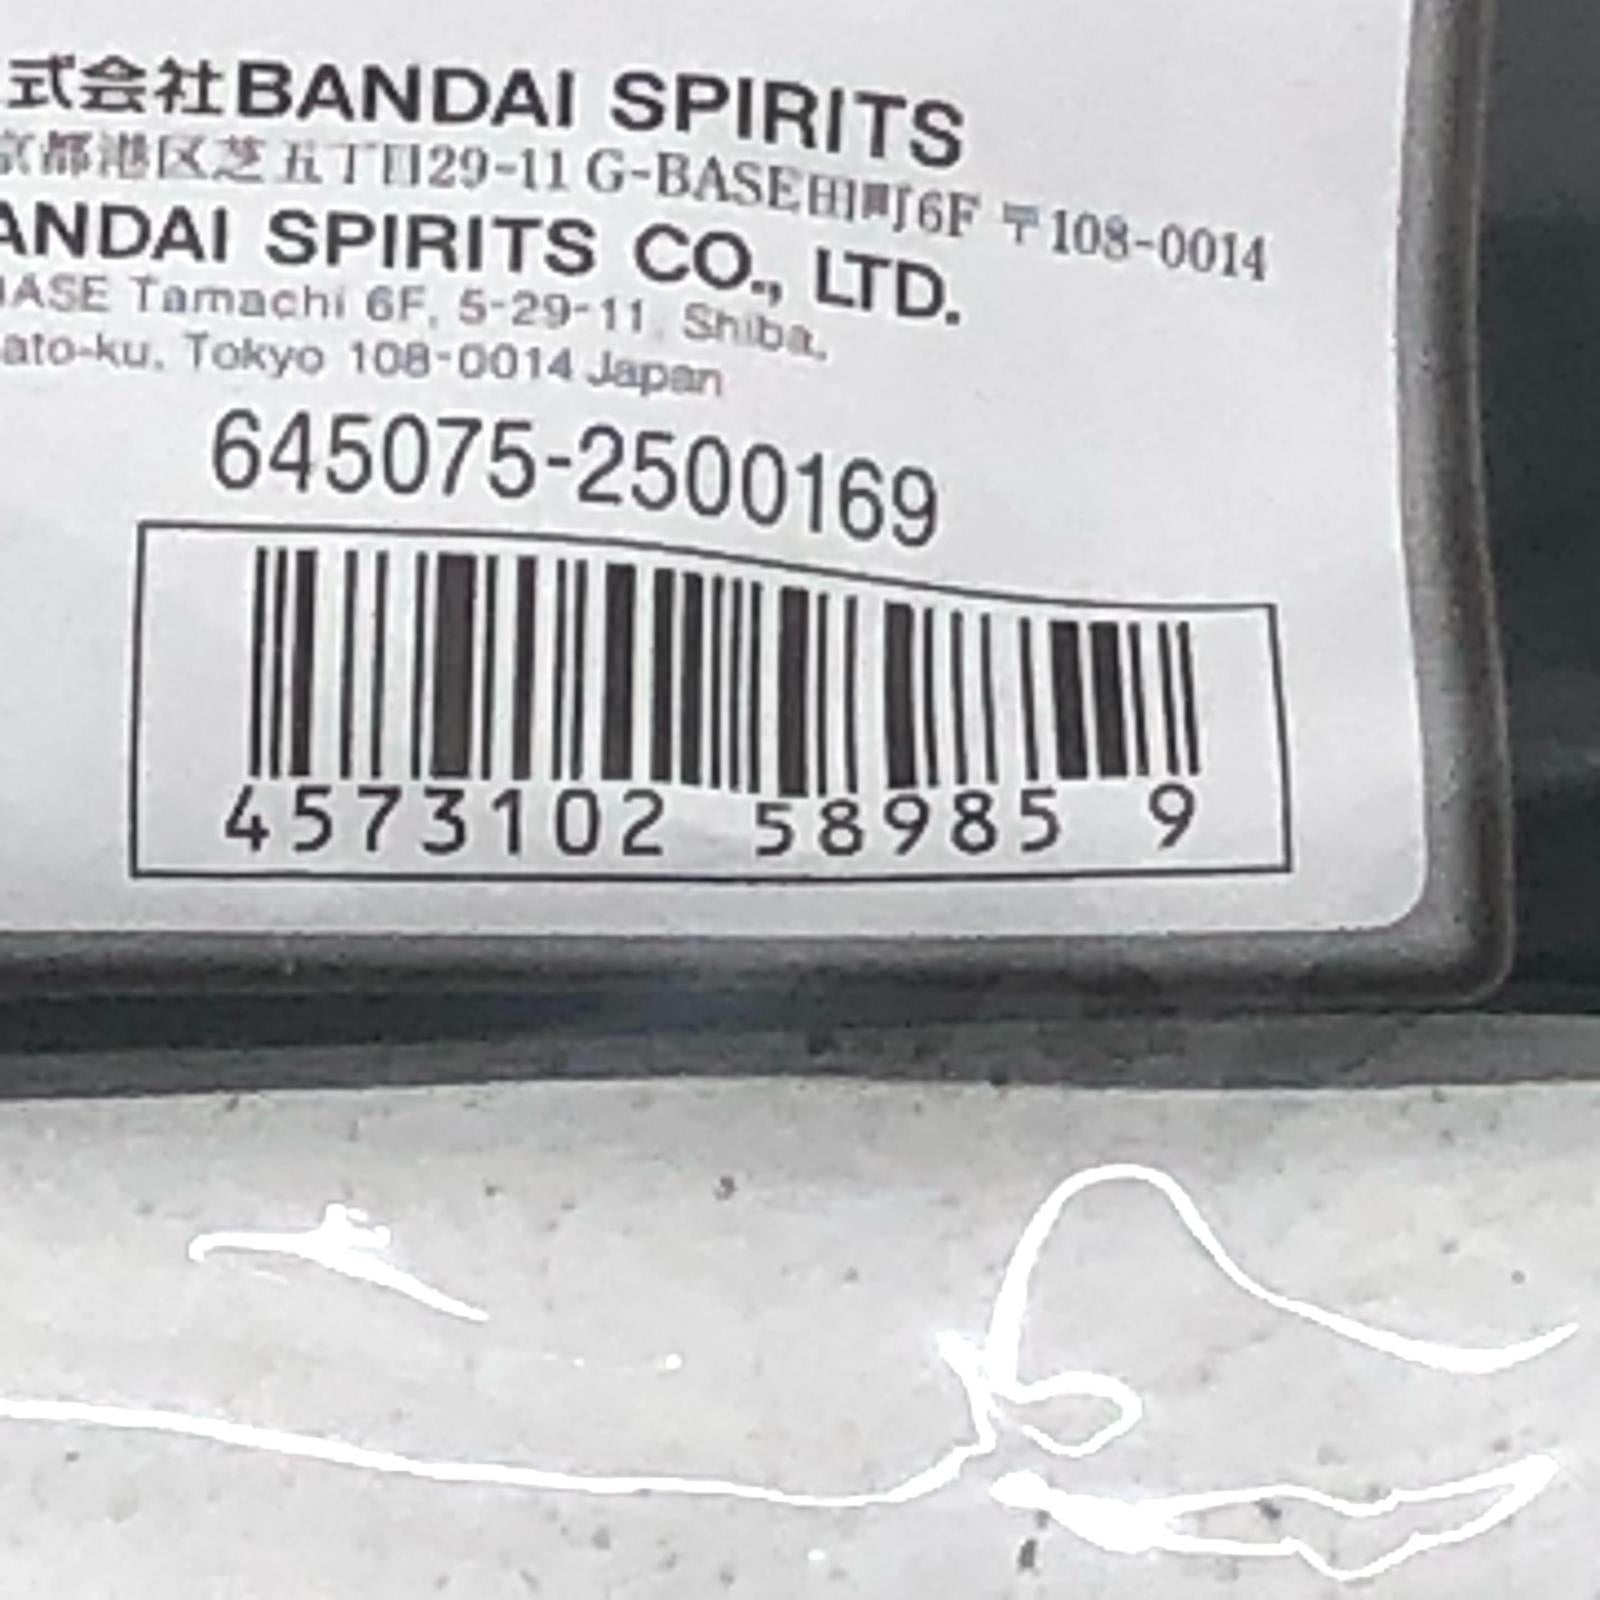 式会社BANDAI SPIRITS
京都港区芝五丁目29-11 G-BASE田町6F 〒108-0014
ANDAI SPIRITS CO., LTD.
BASE Tamachi 6F, 5-29-11, Shiba,
ato-ku, Tokyo 108-0014 Japan
645075-2500169
4573102 58985 9